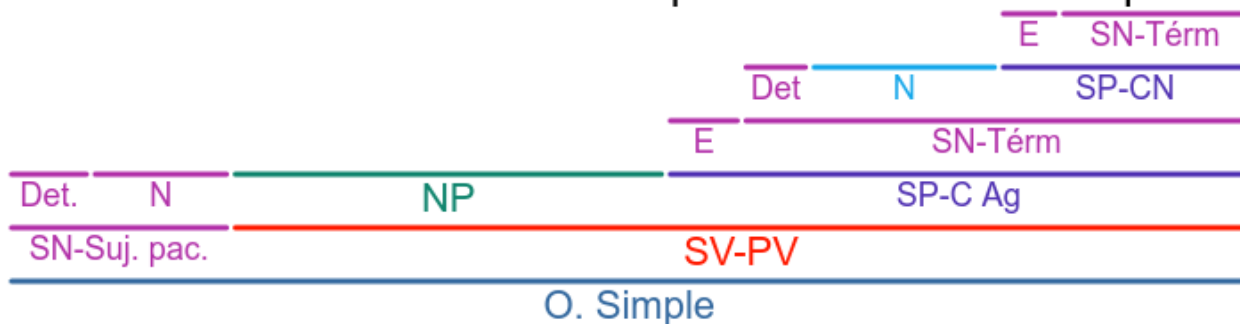 E SN-Térm
Det N SP-CN
E SN-Térm
Det. N NP SP-C Ag
SN-Suj. pac. SV-PV
O. Simple